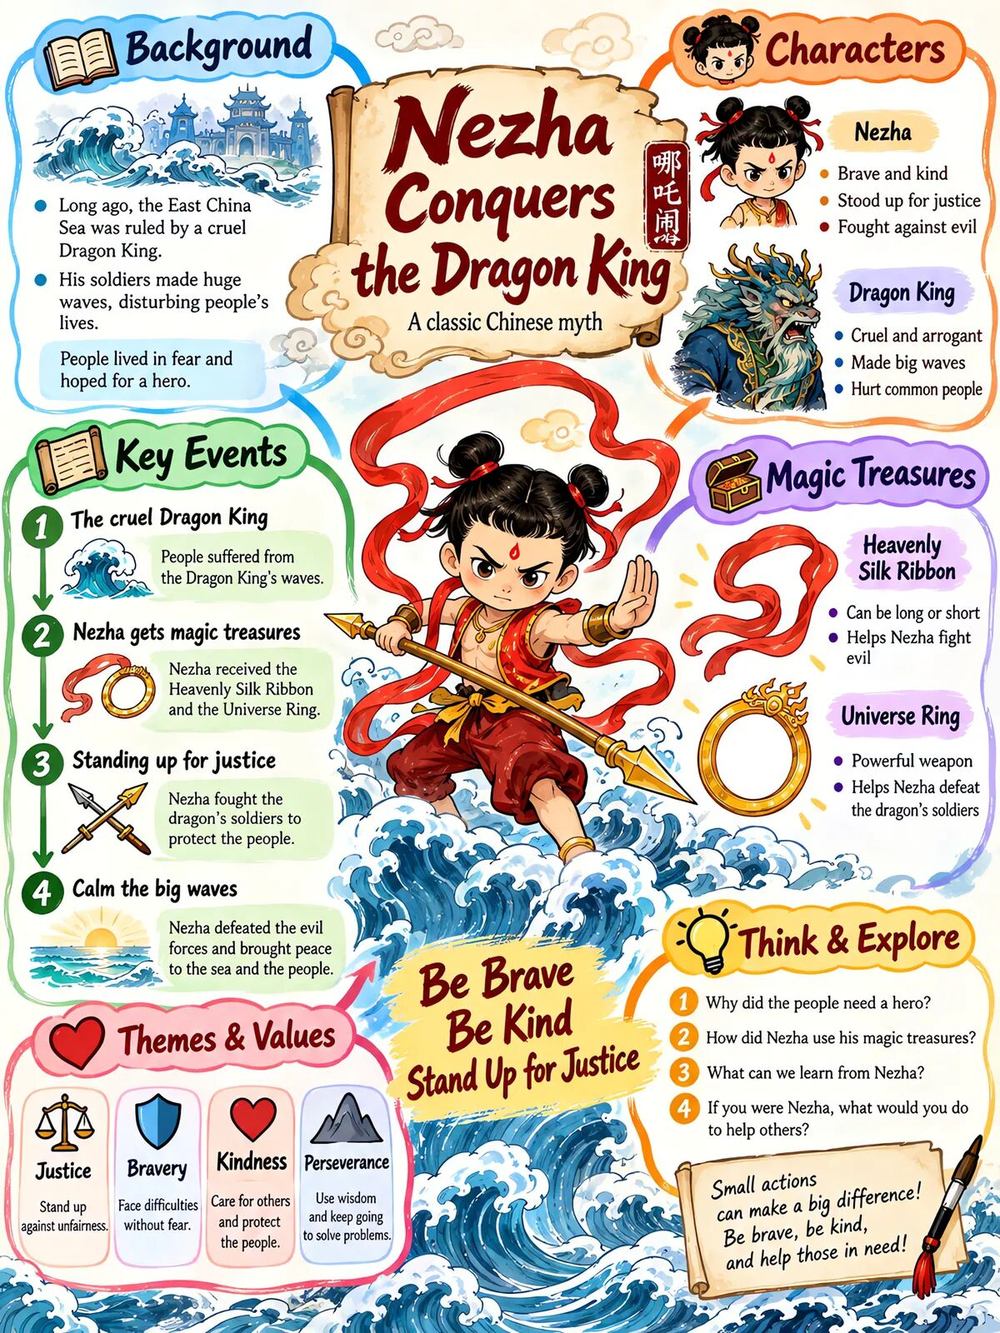 Nezha
Conquers
the Dragon King
A classic Chinese myth
哪
吒
闹
Background
Long ago, the East China
Sea was ruled by a cruel
Dragon King.
His soldiers made huge
waves, disturbing people's
lives.
People lived in fear and
hoped for a hero.
Characters
Nezha
Brave and kind
Stood up for justice
Fought against evil
Dragon King
Cruel and arrogant
Made big waves
Hurt common people
Key Events
1 The cruel Dragon King
People suffered from
the Dragon King's waves.
2 Nezha gets magic treasures
Nezha received the
Heavenly Silk Ribbon
and the Universe Ring.
3 Standing up for justice
Nezha fought the
dragon's soldiers to
protect the people.
4 Calm the big waves
Nezha defeated the evil
forces and brought peace
to the sea and the people.
Magic Treasures
Heavenly
Silk Ribbon
Can be long or short
Helps Nezha fight
evil
Universe Ring
Powerful weapon
Helps Nezha defeat
the dragon's soldiers
Be Brave
Be Kind
Stand Up for Justice
Themes & Values
Justice
Stand up
against unfairness.
Bravery
Face difficulties
without fear.
Kindness
Care for others
and protect
the people.
Perseverance
Use wisdom
and keep going
to solve problems.
Think & Explore
1 Why did the people need a hero?
2 How did Nezha use his magic treasures?
3 What can we learn from Nezha?
4 If you were Nezha, what would you do
to help others?
Small actions
can make a big difference!
Be brave, be kind,
and help those in need!